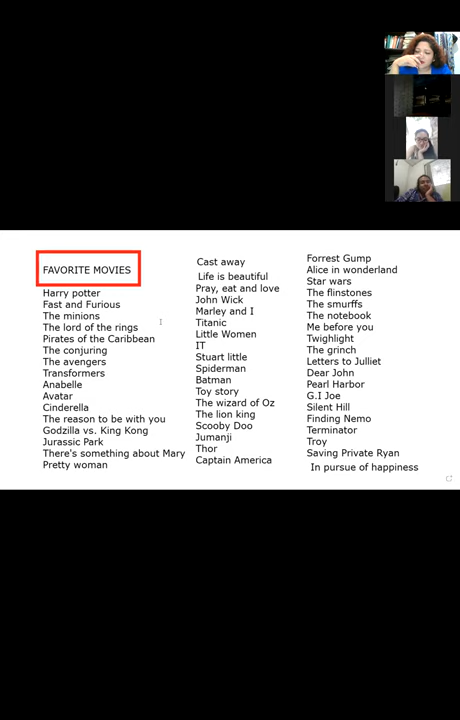 FAVORITE MOVIES
Harry potter
Fast and Furious
The minions
The lord of the rings
Pirates of the Caribbean
The conjuring
The avengers
Transformers
Anabelle
Avatar
Cinderella
The reason to be with you
Godzilla vs. King Kong
Jurassic Park
There's something about Mary
Pretty woman
Cast away
Life is beautiful
Pray, eat and love
John Wick
Marley and I
Titanic
Little Women
IT
Stuart little
Spiderman
Batman
Toy story
The wizard of Oz
The lion king
Scooby Doo
Jumanji
Thor
Captain America
Forrest Gump
Alice in wonderland
Star wars
The flinstones
The smurffs
The notebook
Me before you
Twighlight
The grinch
Letters to Julliet
Dear John
Pearl Harbor
G.I Joe
Silent Hill
Finding Nemo
Terminator
Troy
Saving Private Ryan
In pursue of happiness